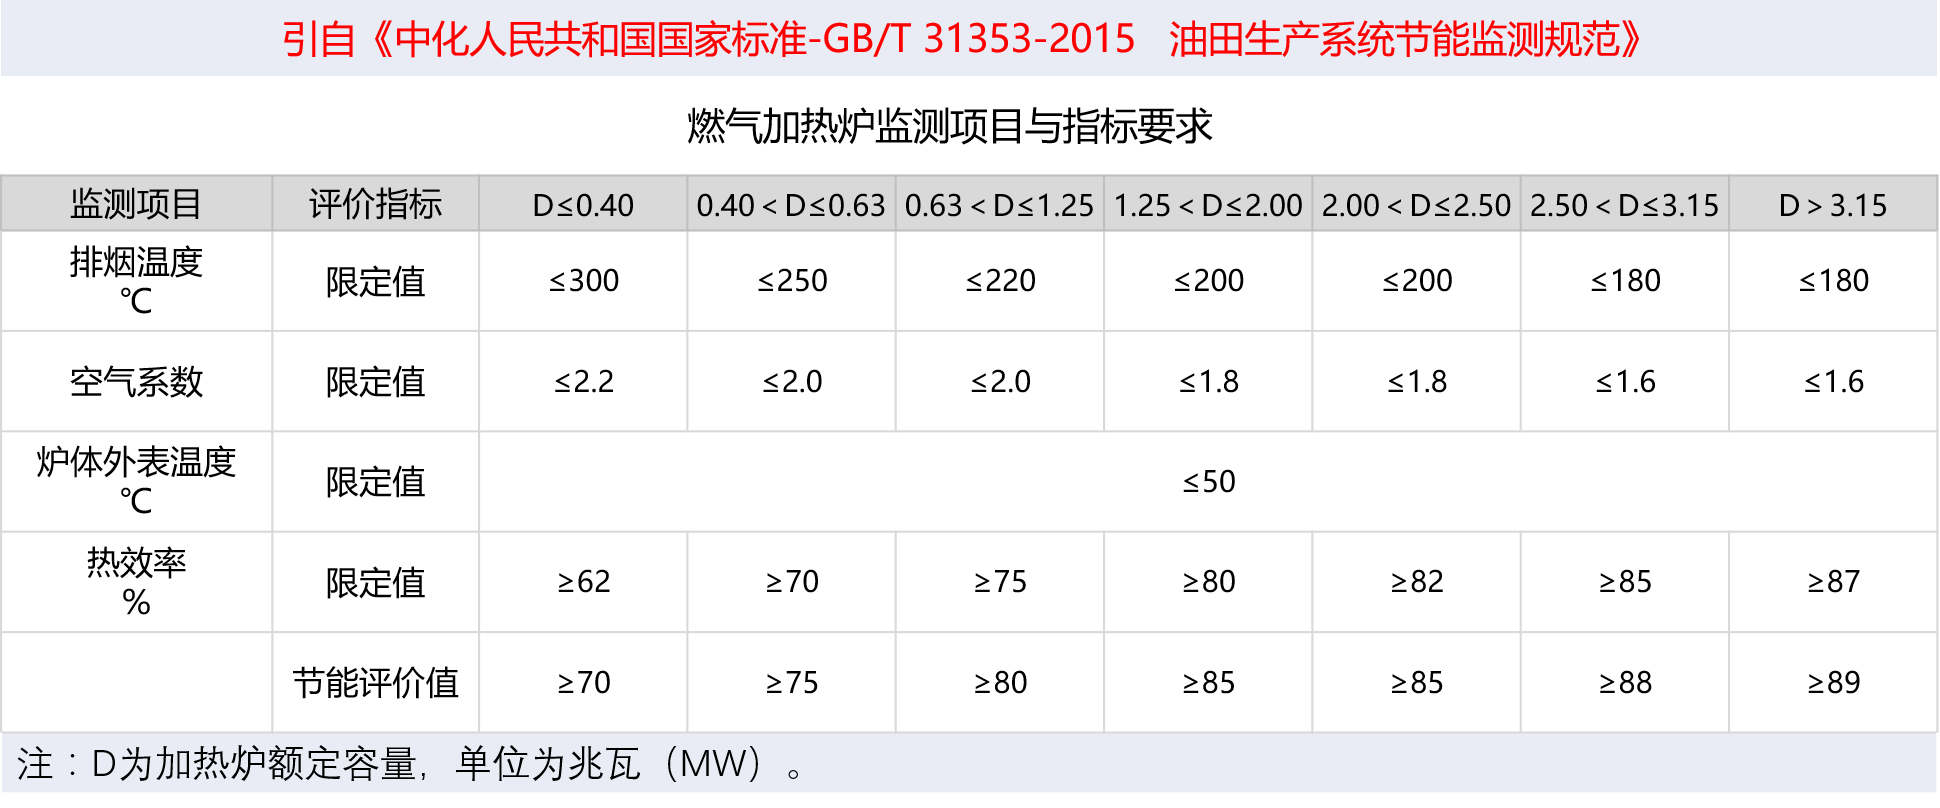 引自《中华人民共和国国家标准-GB/T 31353-2015 油田生产系统节能监测规范》
燃气加热炉监测项目与指标要求
监测项目 评价指标 D≤0.40 0.40＜D≤0.63 0.63＜D≤1.25 1.25＜D≤2.00 2.00＜D≤2.50 2.50＜D≤3.15 D＞3.15
排烟温度
℃ 限定值 ≤300 ≤250 ≤220 ≤200 ≤200 ≤180 ≤180
空气系数 限定值 ≤2.2 ≤2.0 ≤2.0 ≤1.8 ≤1.8 ≤1.6 ≤1.6
炉体外表温度
℃ 限定值 ≤50
热效率
% 限定值 ≥62 ≥70 ≥75 ≥80 ≥82 ≥85 ≥87
节能评价值 ≥70 ≥75 ≥80 ≥85 ≥85 ≥88 ≥89
注：D为加热炉额定容量，单位为兆瓦（MW）。